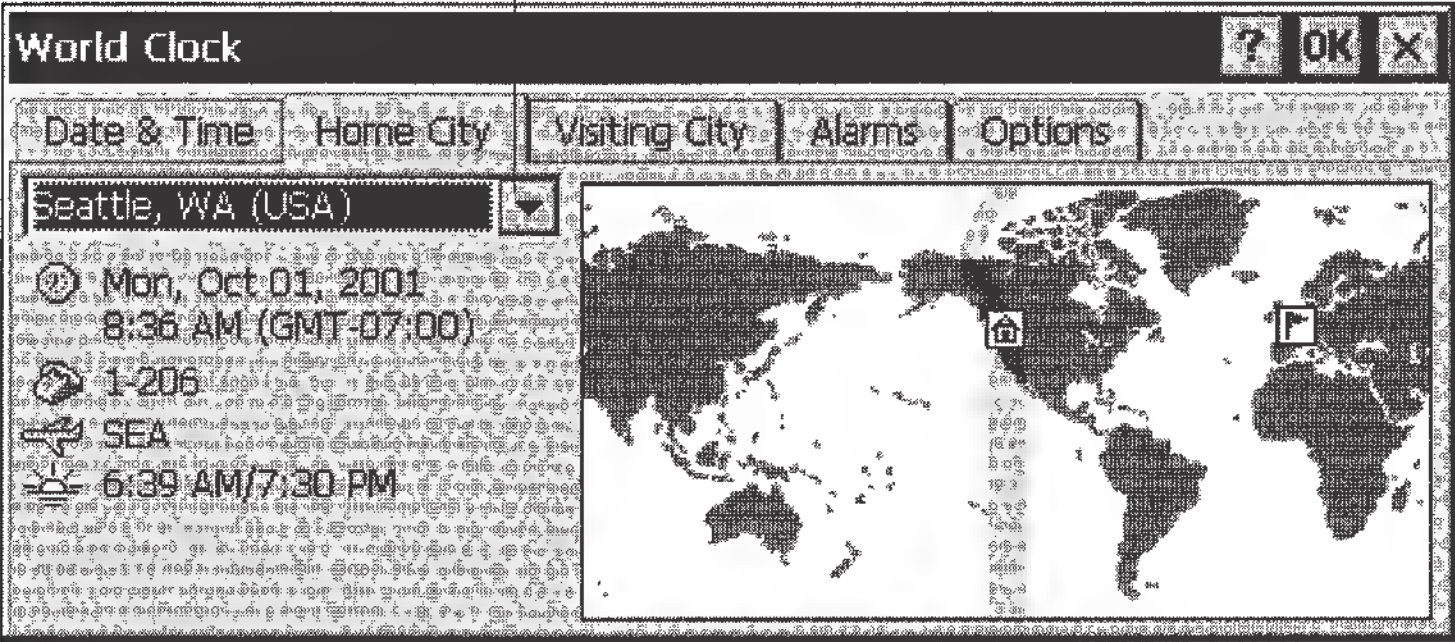 World Clock ? OK ×
Date & Time Home City Visiting City Alarms Options
Seattle, WA (USA)
Mon, Oct 01, 2001
8:36 AM (GMT-07:00)
1-206
SEA
6:39 AM/7:30 PM